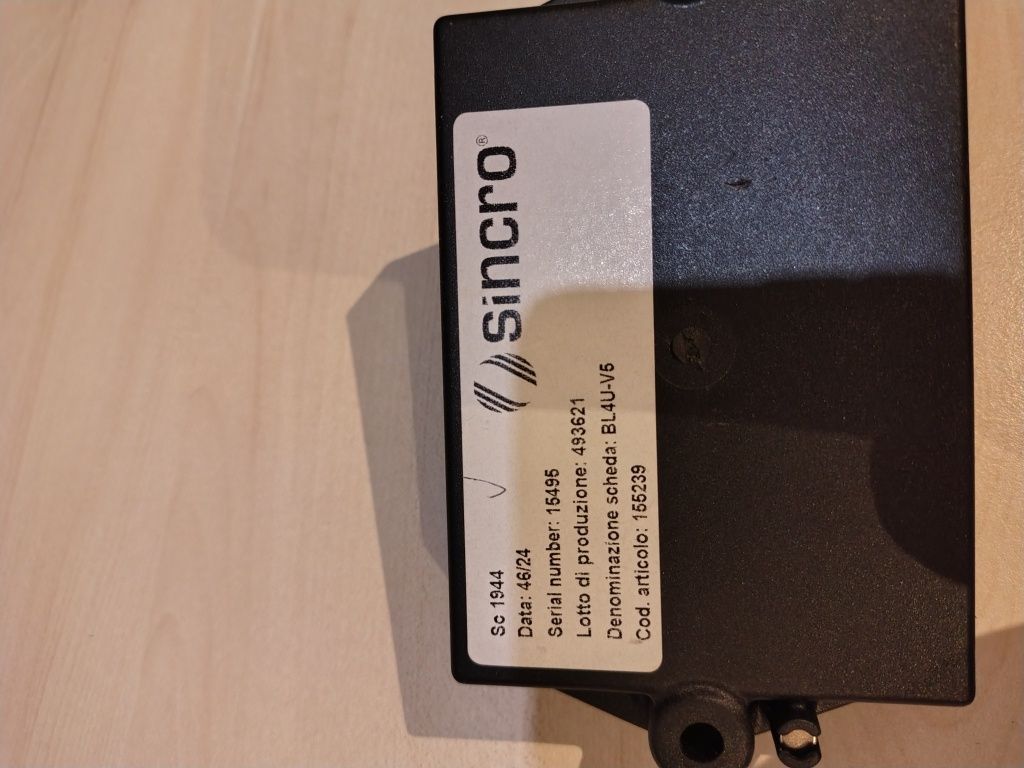 Sincro®
Sc 1944
Data: 46/24
Serial number: 15495
Lotto di produzione: 493621
Denominazione scheda: BL4U-V5
Cod. articolo: 155239